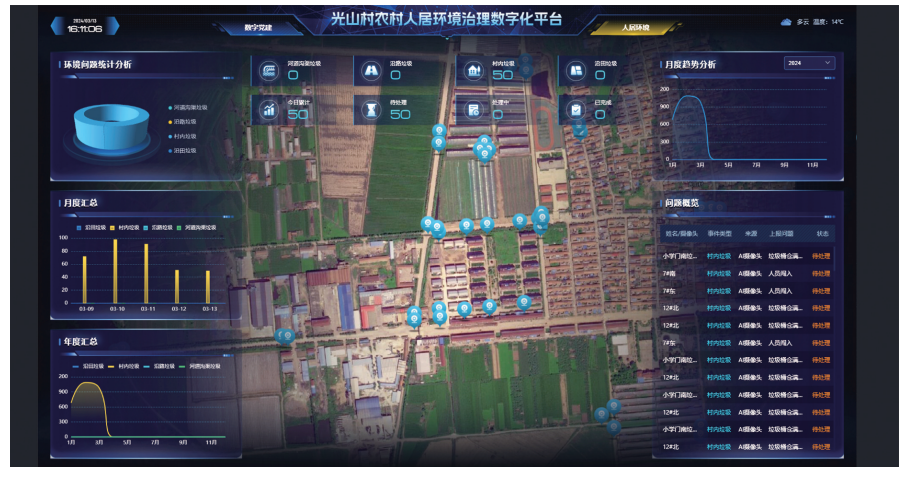 2024/03/13
16:11:06
数字党建
光山村农村人居环境治理数字化平台
人居环境
多云 温度：14℃
环境问题统计分析
河道沟渠垃圾
沿路垃圾
村内垃圾
沿田垃圾
河道沟渠垃圾
0
沿路垃圾
0
村内垃圾
50
沿田垃圾
0
今日累计
50
待处理
50
处理中
0
已完成
0
月度趋势分析
2024
200
900
600
300
0
1月 3月 5月 7月 9月 11月
月度汇总
沿田垃圾 村内垃圾 沿路垃圾 河道沟渠垃圾
100
80
60
40
20
0
03-09 03-10 03-11 03-12 03-13
年度汇总
沿田垃圾 村内垃圾 沿路垃圾 河道沟渠垃圾
200
900
600
300
0
1月 3月 5月 7月 9月 11月
问题概览
姓名/摄像头 事件类型 来源 上报问题 状态
小学门南垃... 村内垃圾 AI摄像头 垃圾桶仓满... 待处理
7#南 村内垃圾 AI摄像头 人员闯入 待处理
7#东 村内垃圾 AI摄像头 人员闯入 待处理
12#北 村内垃圾 AI摄像头 垃圾桶仓满... 待处理
12#北 村内垃圾 AI摄像头 垃圾桶仓满... 待处理
7#东 村内垃圾 AI摄像头 人员闯入 待处理
小学门南垃... 村内垃圾 AI摄像头 垃圾桶仓满... 待处理
12#北 村内垃圾 AI摄像头 垃圾桶仓满... 待处理
小学门南垃... 村内垃圾 AI摄像头 垃圾桶仓满... 待处理
12#北 村内垃圾 AI摄像头 垃圾桶仓满... 待处理
小学门南垃... 村内垃圾 AI摄像头 垃圾桶仓满... 待处理
12#北 村内垃圾 AI摄像头 垃圾桶仓满... 待处理